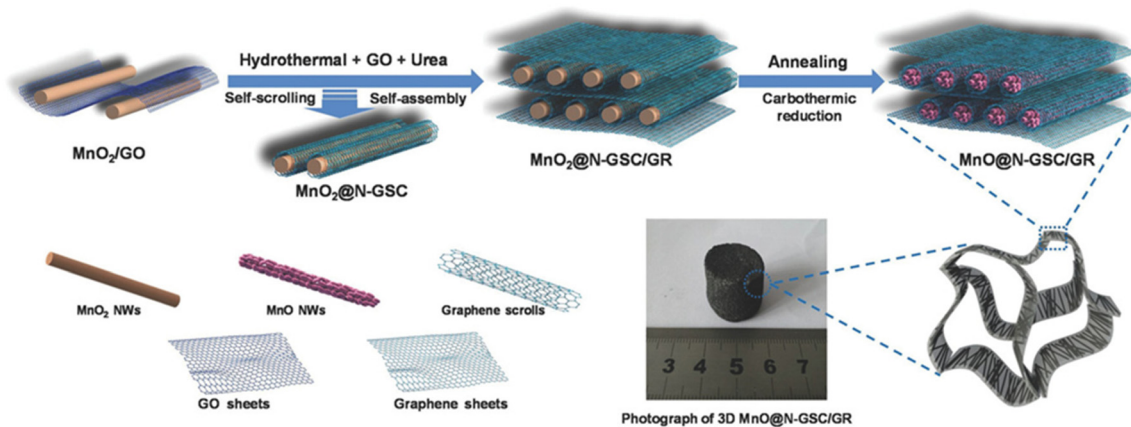 Hydrothermal + GO + Urea
Self-scrolling
Self-assembly
Annealing
Carbothermic
reduction
MnO₂/GO
MnO₂@N-GSC
MnO₂@N-GSC/GR
MnO@N-GSC/GR
MnO₂ NWs
MnO NWs
Graphene scrolls
GO sheets
Graphene sheets
3 4 5 6 7
Photograph of 3D MnO@N-GSC/GR